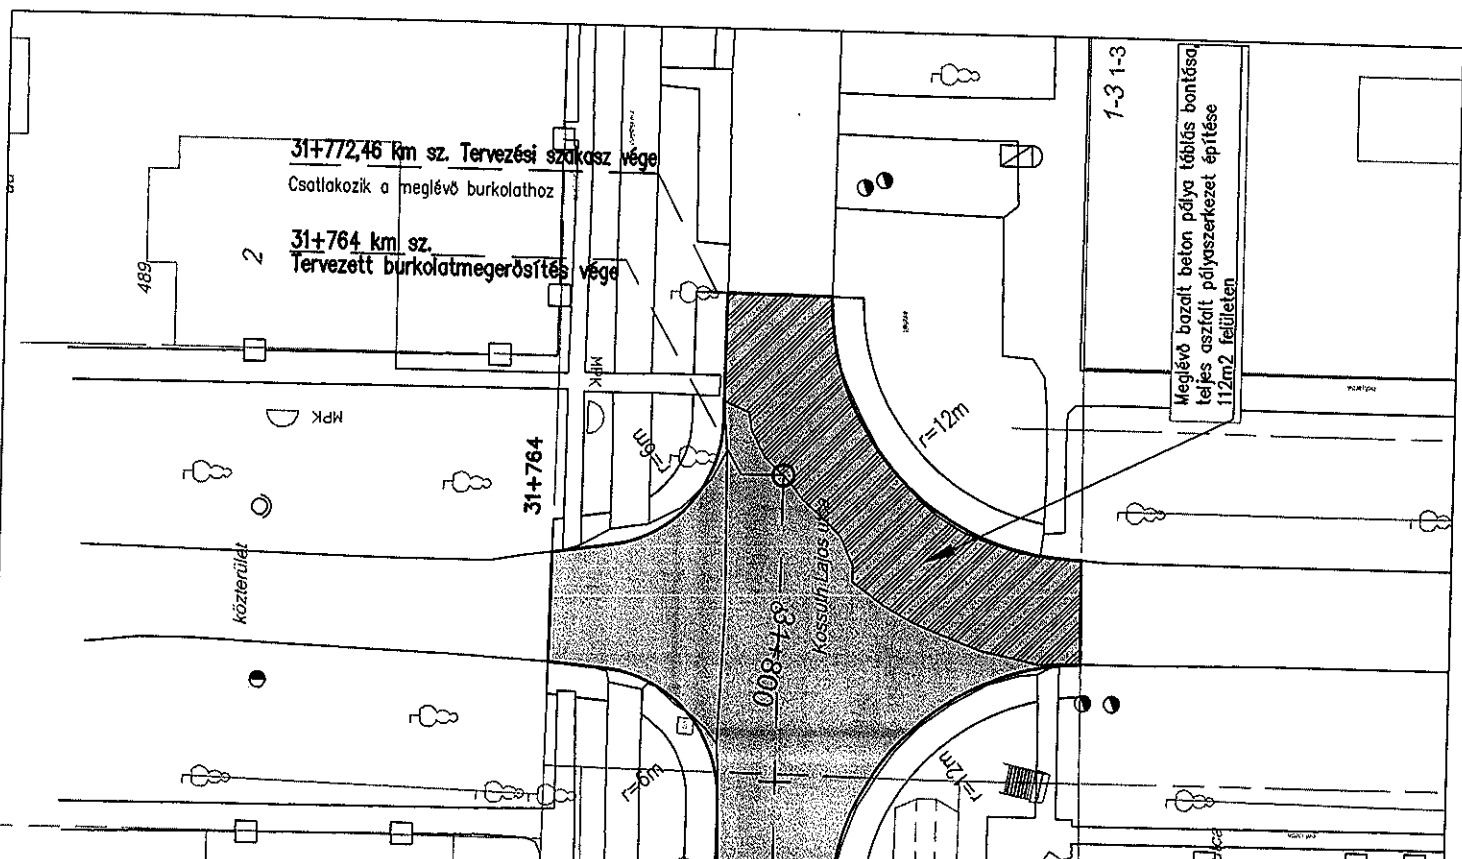 31+772,46 km sz. Tervezési szakasz vége
Csatlakozik a meglévő burkolathoz
31+764 km sz.
Tervezett burkolatmegerősítés vége
1-3 1-3
Meglévő bazalt beton pálya táblás bontása,
teljes aszfalt pályaszerkezet építése
112m2 felületen
489
2
MPK
MPK
r=6m
r=12m
31+764
közterület
Kossuth Lajos utca
31+800
r=6m
r=12m